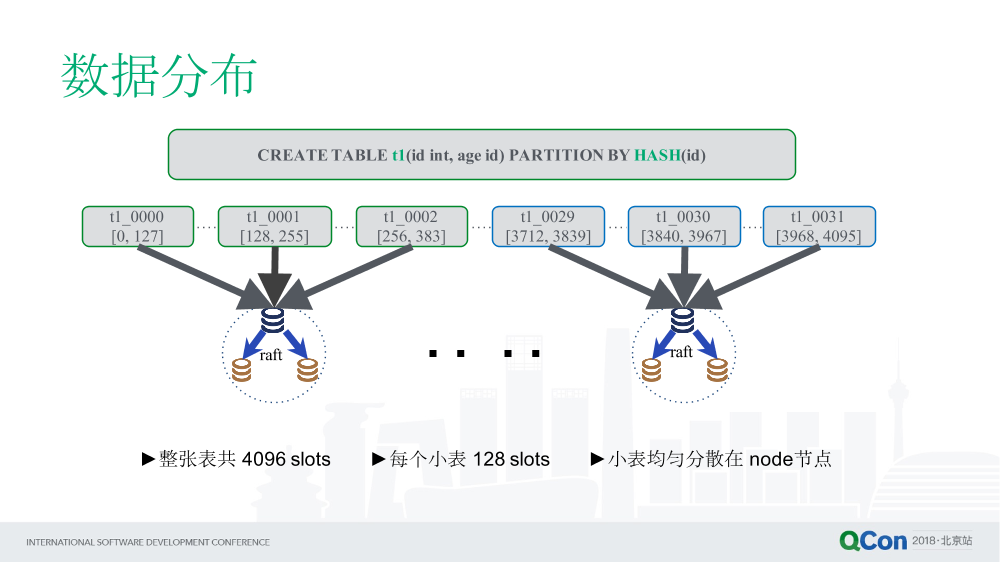 数据分布
CREATE TABLE t1(id int, age id) PARTITION BY HASH(id)
t1_0000
[0, 127]
t1_0001
[128, 255]
t1_0002
[256, 383]
t1_0029
[3712, 3839]
t1_0030
[3840, 3967]
t1_0031
[3968, 4095]
raft
raft
►整张表共 4096 slots
►每个小表 128 slots
►小表均匀分散在 node节点
INTERNATIONAL SOFTWARE DEVELOPMENT CONFERENCE
QCon 2018·北京站